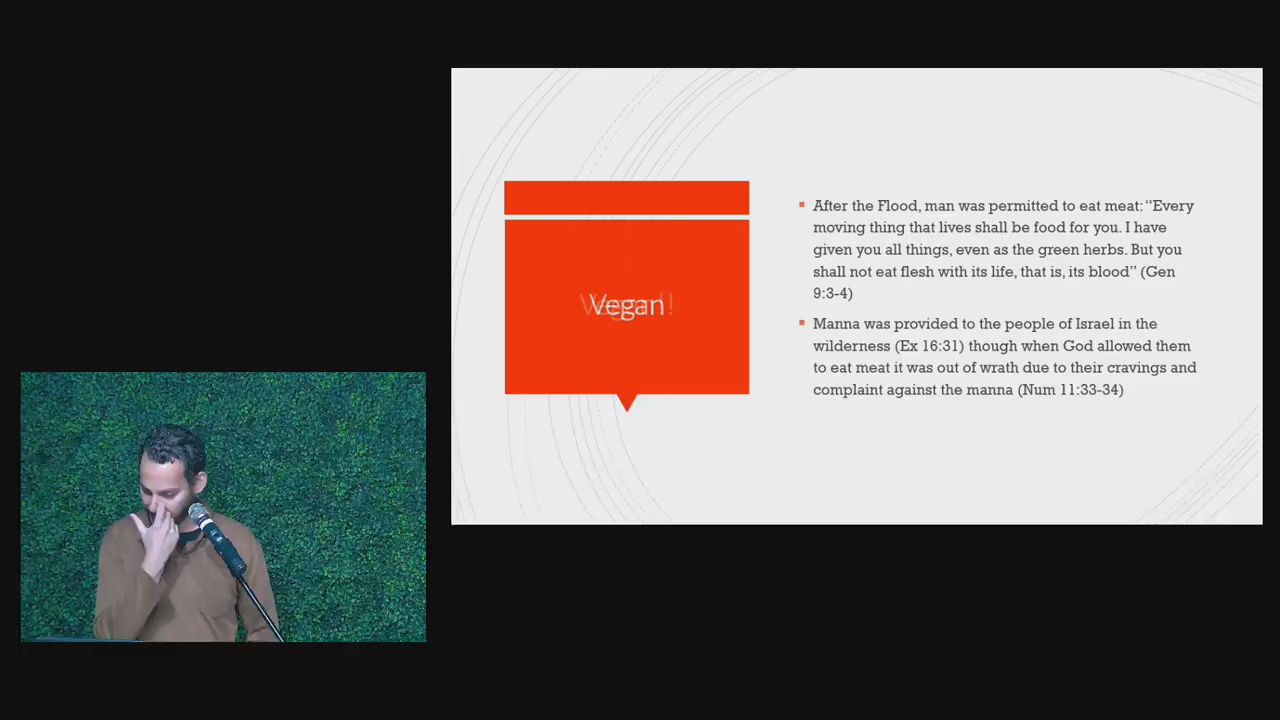 Vegan
After the Flood, man was permitted to eat meat: “Every
moving thing that lives shall be food for you. I have
given you all things, even as the green herbs. But you
shall not eat flesh with its life, that is, its blood” (Gen
9:3-4)
Manna was provided to the people of Israel in the
wilderness (Ex 16:31) though when God allowed them
to eat meat it was out of wrath due to their cravings and
complaint against the manna (Num 11:33-34)